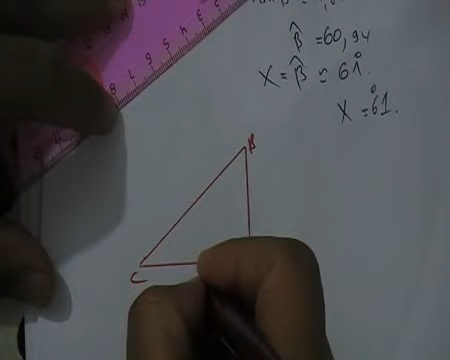 β̂ = 60,94
X = β̂ ≈ 61°.
X = 61°.
B
C